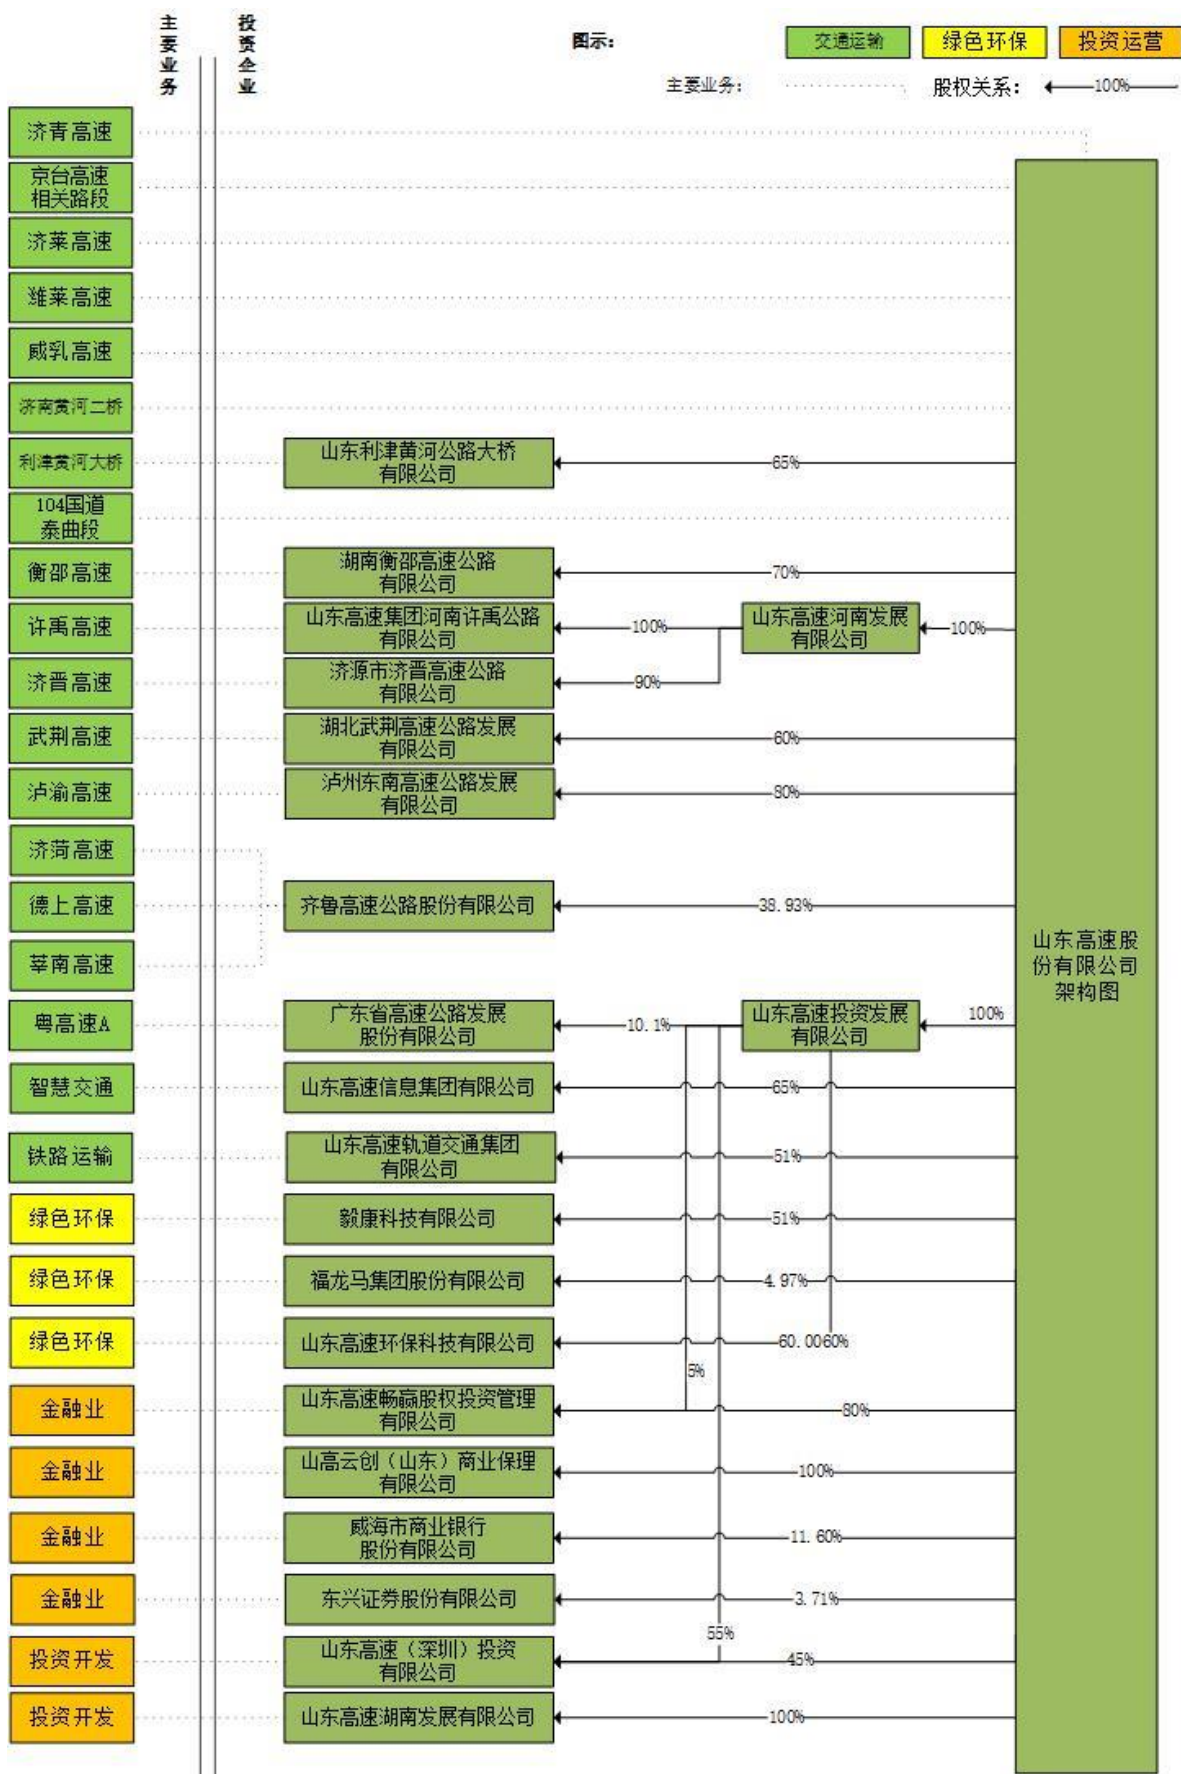 主要业务
投资企业
图示：
交通运输
绿色环保
投资运营
主要业务：
股权关系：
100%
济青高速
京台高速
相关路段
济莱高速
潍莱高速
威乳高速
济南黄河二桥
利津黄河大桥
山东利津黄河公路大桥
有限公司
65%
104国道
泰曲段
衡邵高速
湖南衡邵高速公路
有限公司
70%
许禹高速
山东高速集团河南许禹公路
有限公司
100%
山东高速河南发展
有限公司
100%
济晋高速
济源市济晋高速公路
有限公司
90%
武荆高速
湖北武荆高速公路发展
有限公司
60%
泸渝高速
泸州东南高速公路发展
有限公司
80%
济菏高速
德上高速
齐鲁高速公路股份有限公司
38.93%
莘南高速
山东高速股
份有限公司
架构图
粤高速A
广东省高速公路发展
股份有限公司
10.1%
山东高速投资发展
有限公司
100%
智慧交通
山东高速信息集团有限公司
65%
铁路运输
山东高速轨道交通集团
有限公司
51%
绿色环保
毅康科技有限公司
51%
绿色环保
福龙马集团股份有限公司
4.97%
绿色环保
山东高速环保科技有限公司
60.0060%
5%
金融业
山东高速畅赢股权投资管理
有限公司
80%
金融业
山高云创（山东）商业保理
有限公司
100%
金融业
威海市商业银行
股份有限公司
11.60%
金融业
东兴证券股份有限公司
3.71%
55%
投资开发
山东高速（深圳）投资
有限公司
45%
投资开发
山东高速湖南发展有限公司
100%